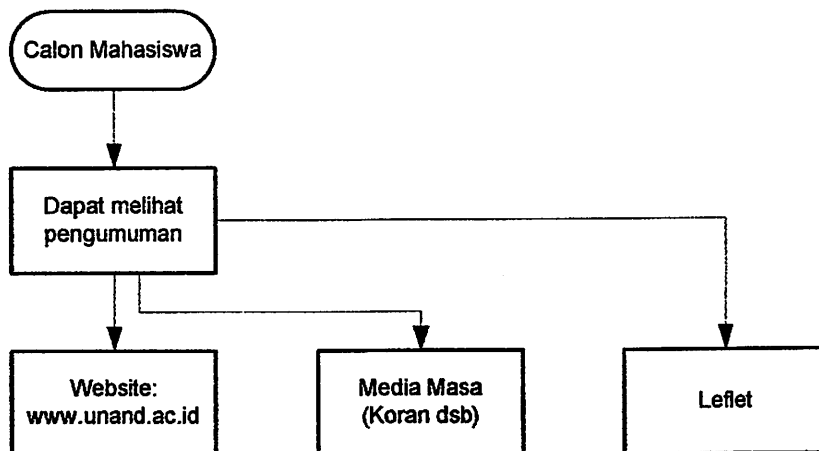 Calon Mahasiswa
Dapat melihat
pengumuman
Website:
www.unand.ac.id
Media Masa
(Koran dsb)
Leflet